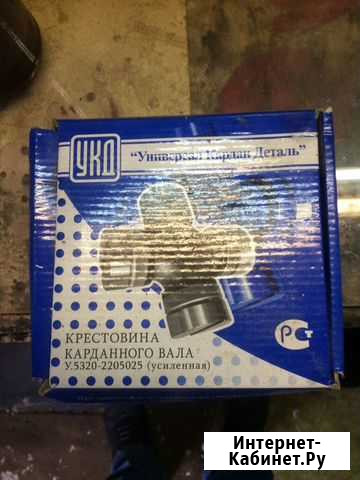 УКД
"Универсал Кардан Деталь"
РСТ
КРЕСТОВИНА
КАРДАННОГО ВАЛА
У.5320-2205025 (усиленная)
Интернет-
Кабинет.Ру